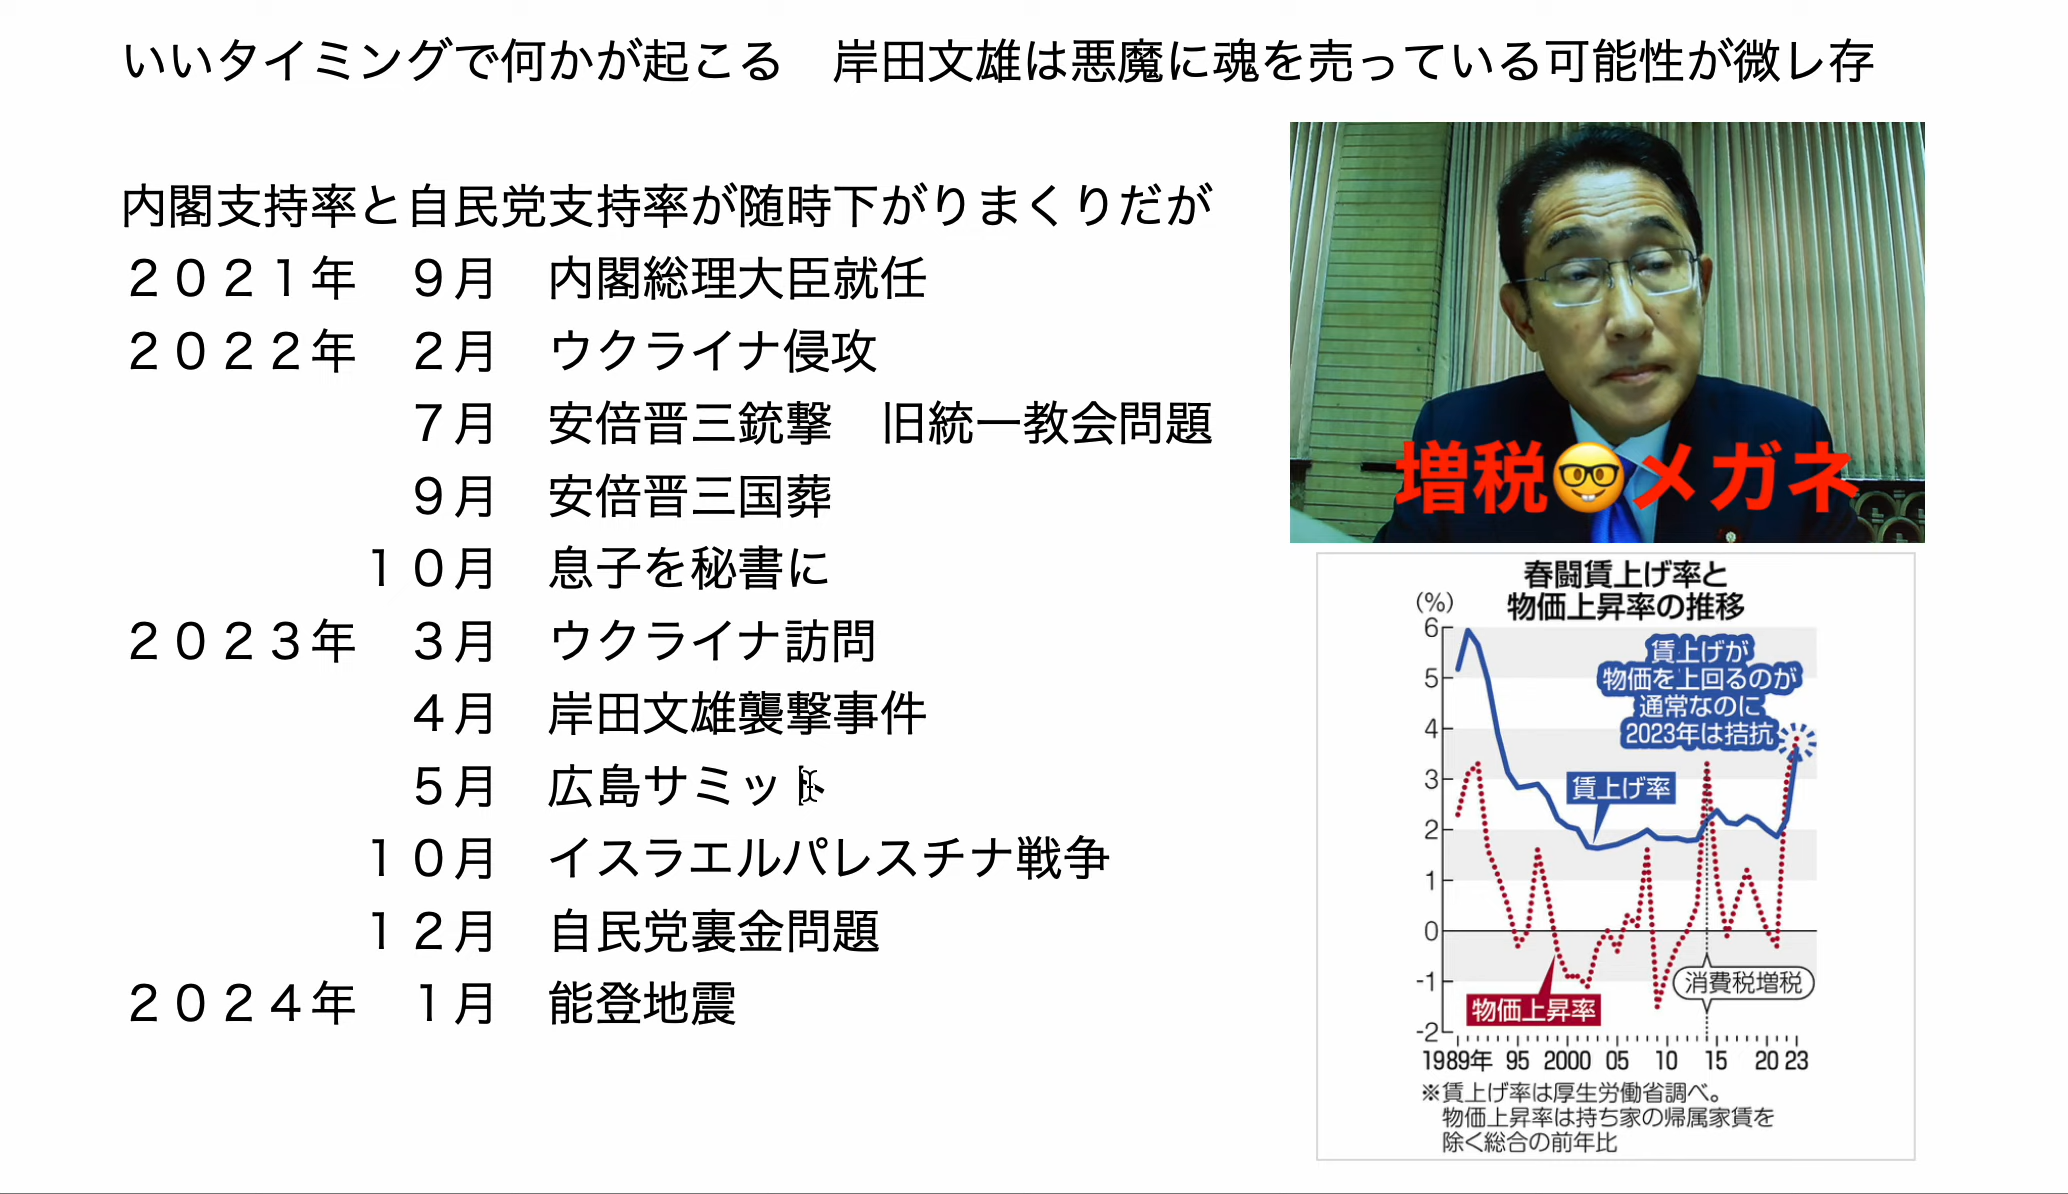 いいタイミングで何かが起こる　岸田文雄は悪魔に魂を売っている可能性が微レ存
内閣支持率と自民党支持率が随時下がりまくりだが
２０２１年　９月　内閣総理大臣就任
２０２２年　２月　ウクライナ侵攻
７月　安倍晋三銃撃　旧統一教会問題
９月　安倍晋三国葬
１０月　息子を秘書に
２０２３年　３月　ウクライナ訪問
４月　岸田文雄襲撃事件
５月　広島サミット
１０月　イスラエルパレスチナ戦争
１２月　自民党裏金問題
２０２４年　１月　能登地震
増税🤓メガネ
春闘賃上げ率と
物価上昇率の推移
(%)
6
5
4
3
2
1
0
-1
-2
賃上げが
物価を上回るのが
通常なのに
2023年は拮抗
賃上げ率
物価上昇率
消費税増税
1989年 95 2000 05 10 15 20 23
※賃上げ率は厚生労働省調べ。
物価上昇率は持ち家の帰属家賃を
除く総合の前年比